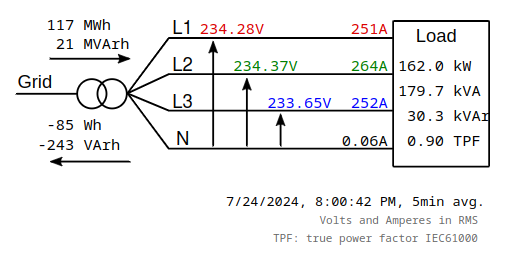 117 MWh
21 MVArh
Grid
-85 Wh
-243 VArh
L1 234.28V 251A
L2 234.37V 264A
L3 233.65V 252A
N 0.06A
Load
162.0 kW
179.7 kVA
30.3 kVAr
0.90 TPF
7/24/2024, 8:00:42 PM, 5min avg.
Volts and Amperes in RMS
TPF: true power factor IEC61000